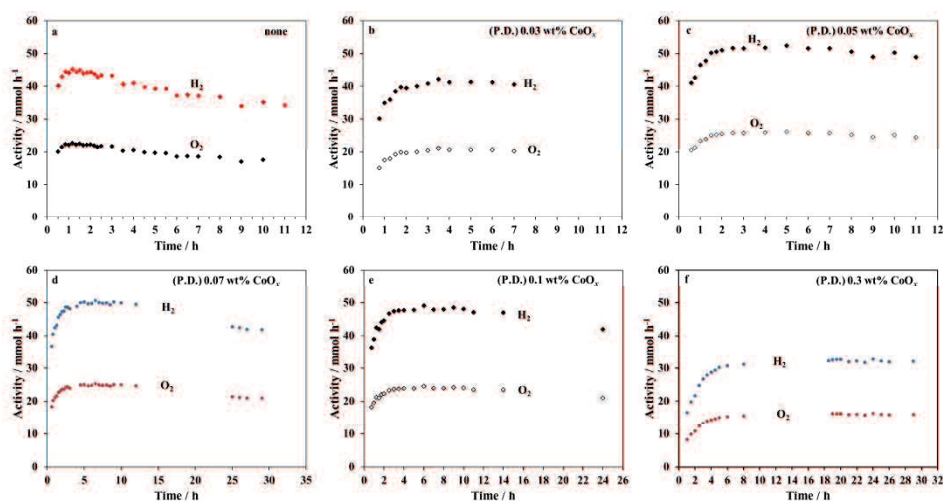 Activity / mmol h⁻¹
60
50
40
30
20
10
0
a
none
H₂
O₂
0 1 2 3 4 5 6 7 8 9 10 11 12
Time / h
Activity / mmol h⁻¹
60
50
40
30
20
10
0
b
(P.D.) 0.03 wt% CoOₓ
H₂
O₂
0 1 2 3 4 5 6 7 8 9 10 11 12
Time / h
Activity / mmol h⁻¹
60
50
40
30
20
10
0
c
(P.D.) 0.05 wt% CoOₓ
H₂
O₂
0 1 2 3 4 5 6 7 8 9 10 11 12
Time / h
Activity / mmol h⁻¹
60
50
40
30
20
10
0
d
(P.D.) 0.07 wt% CoOₓ
H₂
O₂
0 5 10 15 20 25 30 35
Time / h
Activity / mmol h⁻¹
60
50
40
30
20
10
0
e
(P.D.) 0.1 wt% CoOₓ
H₂
O₂
0 2 4 6 8 10 12 14 16 18 20 22 24 26
Time / h
Activity / mmol h⁻¹
60
50
40
30
20
10
0
f
(P.D.) 0.3 wt% CoOₓ
H₂
O₂
0 2 4 6 8 10 12 14 16 18 20 22 24 26 28 30 32
Time / h